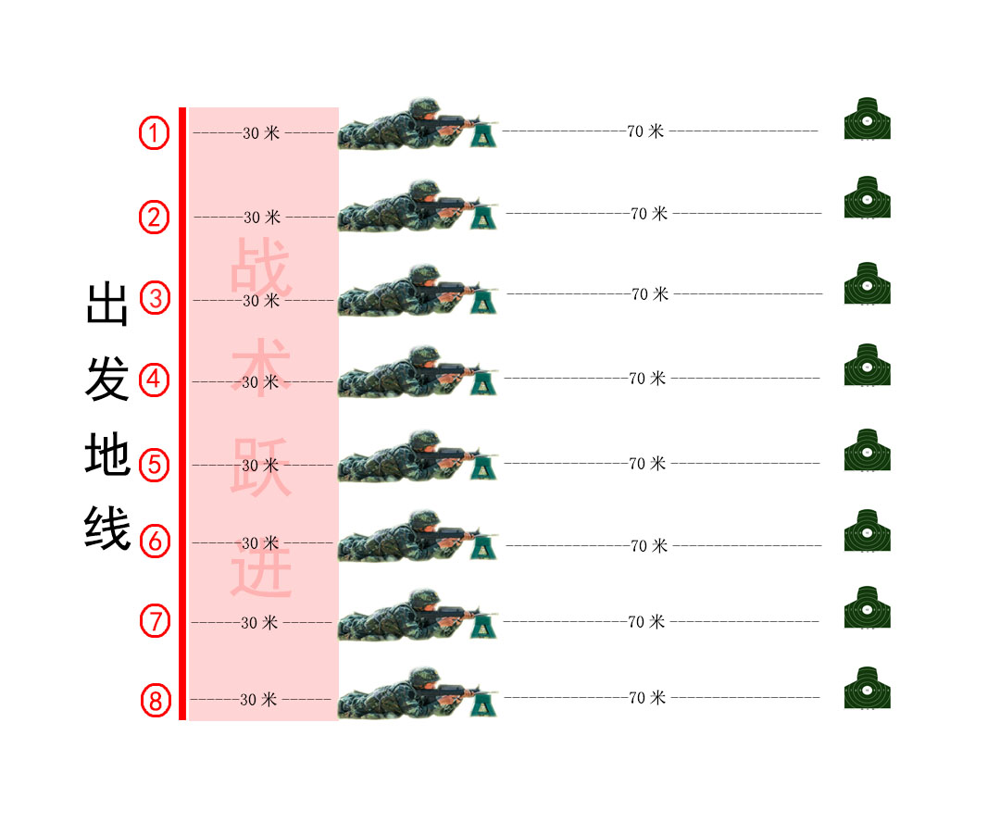 ① 30 米 70 米
② 30 米 70 米
③ 30 米 70 米
④ 30 米 70 米
⑤ 30 米 70 米
⑥ 30 米 70 米
⑦ 30 米 70 米
⑧ 30 米 70 米
出发地线
战术跃进